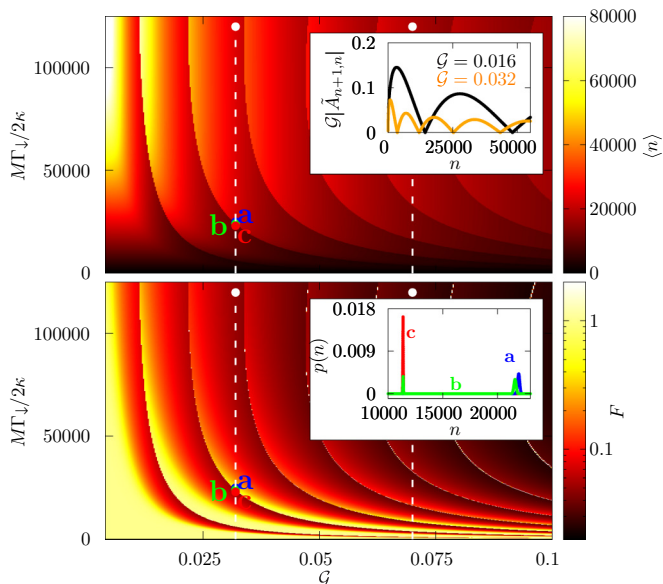 80000
60000
40000
20000
0
⟨n⟩
100000
50000
0
MΓ↓/2κ
0.2
0.1
0
𝒢|Ã_{n+1,n}|
𝒢 = 0.016
𝒢 = 0.032
0 25000 50000
n
a
b
c
100000
50000
0
MΓ↓/2κ
0.018
0.009
0
p(n)
c
a
b
10000 15000 20000
n
a
b
c
1
0.1
F
0.025 0.05 0.075 0.1
𝒢